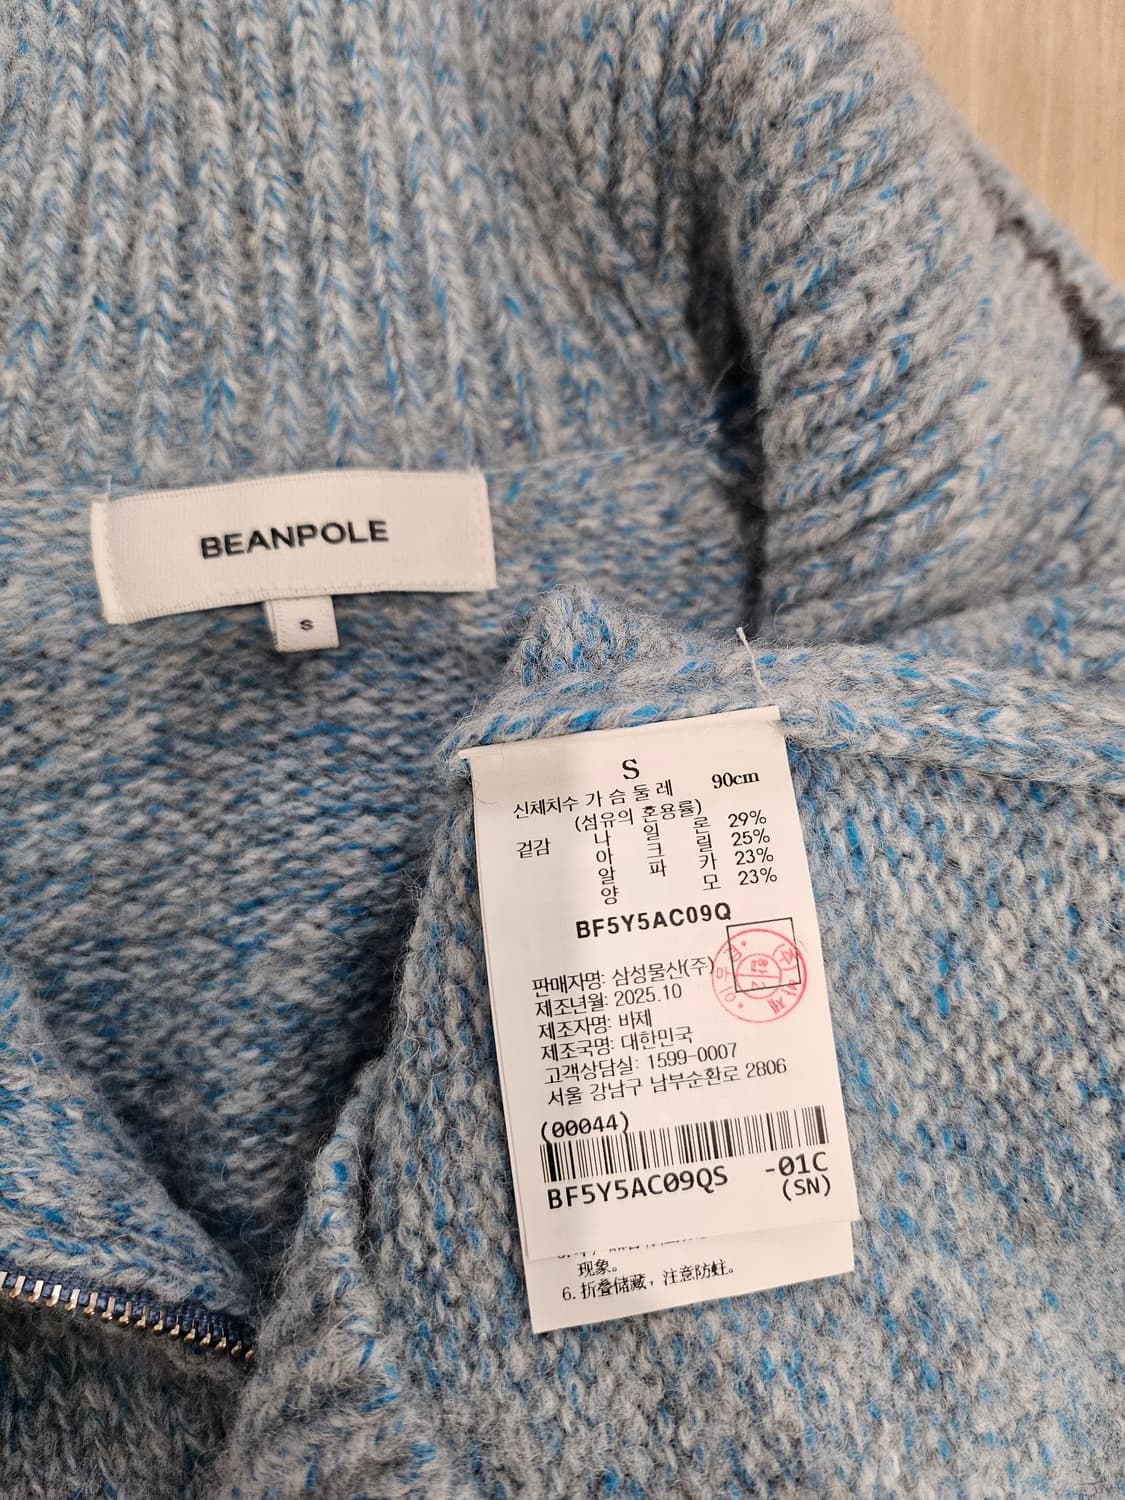 BEANPOLE
S
S
신체치수 가 슴 둘 레 90cm
(섬유의 혼용률)
겉감 나 일 론 29%
아 크 릴 25%
알 파 카 23%
양 모 23%
BF5Y5AC09Q
판매자명: 삼성물산(주)
제조년월: 2025.10
제조자명: 바제
제조국명: 대한민국
고객상담실: 1599-0007
서울 강남구 남부순환로 2806
(00044)
BF5Y5AC09QS -01C
(SN)
现象。
6. 折叠储藏，注意防蛀。